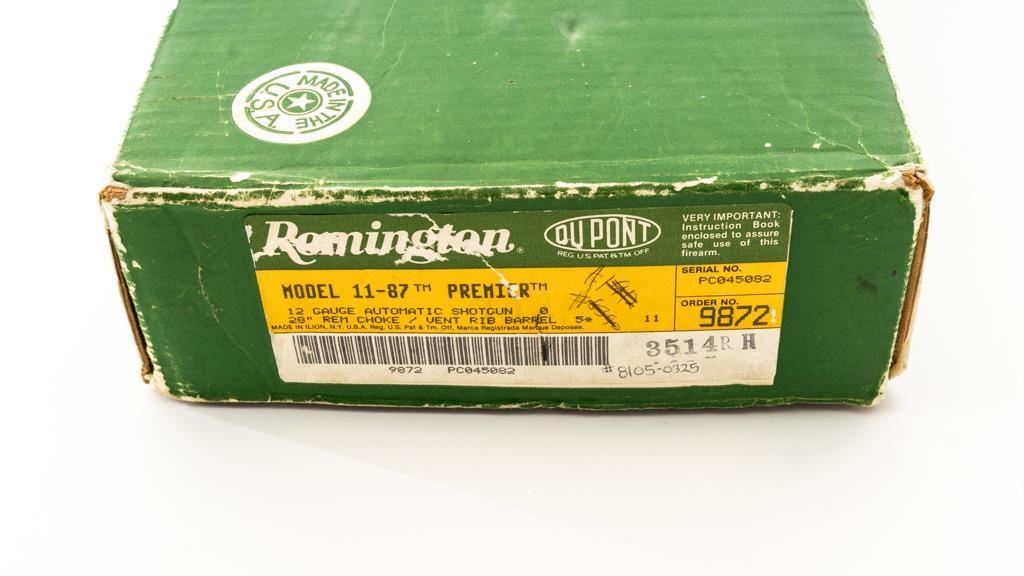 MADE IN THE
U.S.A.
Remington®
DU PONT
REG. U.S. PAT. & TM. OFF.
VERY IMPORTANT:
Instruction Book
enclosed to assure
safe use of this
firearm.
MODEL 11-87™ PREMIER™
SERIAL NO.
PC045082
12 GAUGE AUTOMATIC SHOTGUN 0
28" REM CHOKE / VENT RIB BARREL 5* 11
ORDER NO.
9872
MADE IN ILION, N.Y. U.S.A. Reg. U.S. Pat & Tm. Off, Marca Registrada Marque Deposee.
9872 PC045082
3514R H
#8105-0325